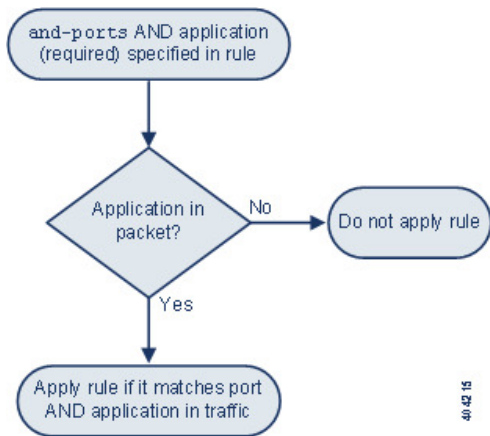 and-ports AND application
(required) specified in rule
Application in
packet?
No
Do not apply rule
Yes
Apply rule if it matches port
AND application in traffic
404215